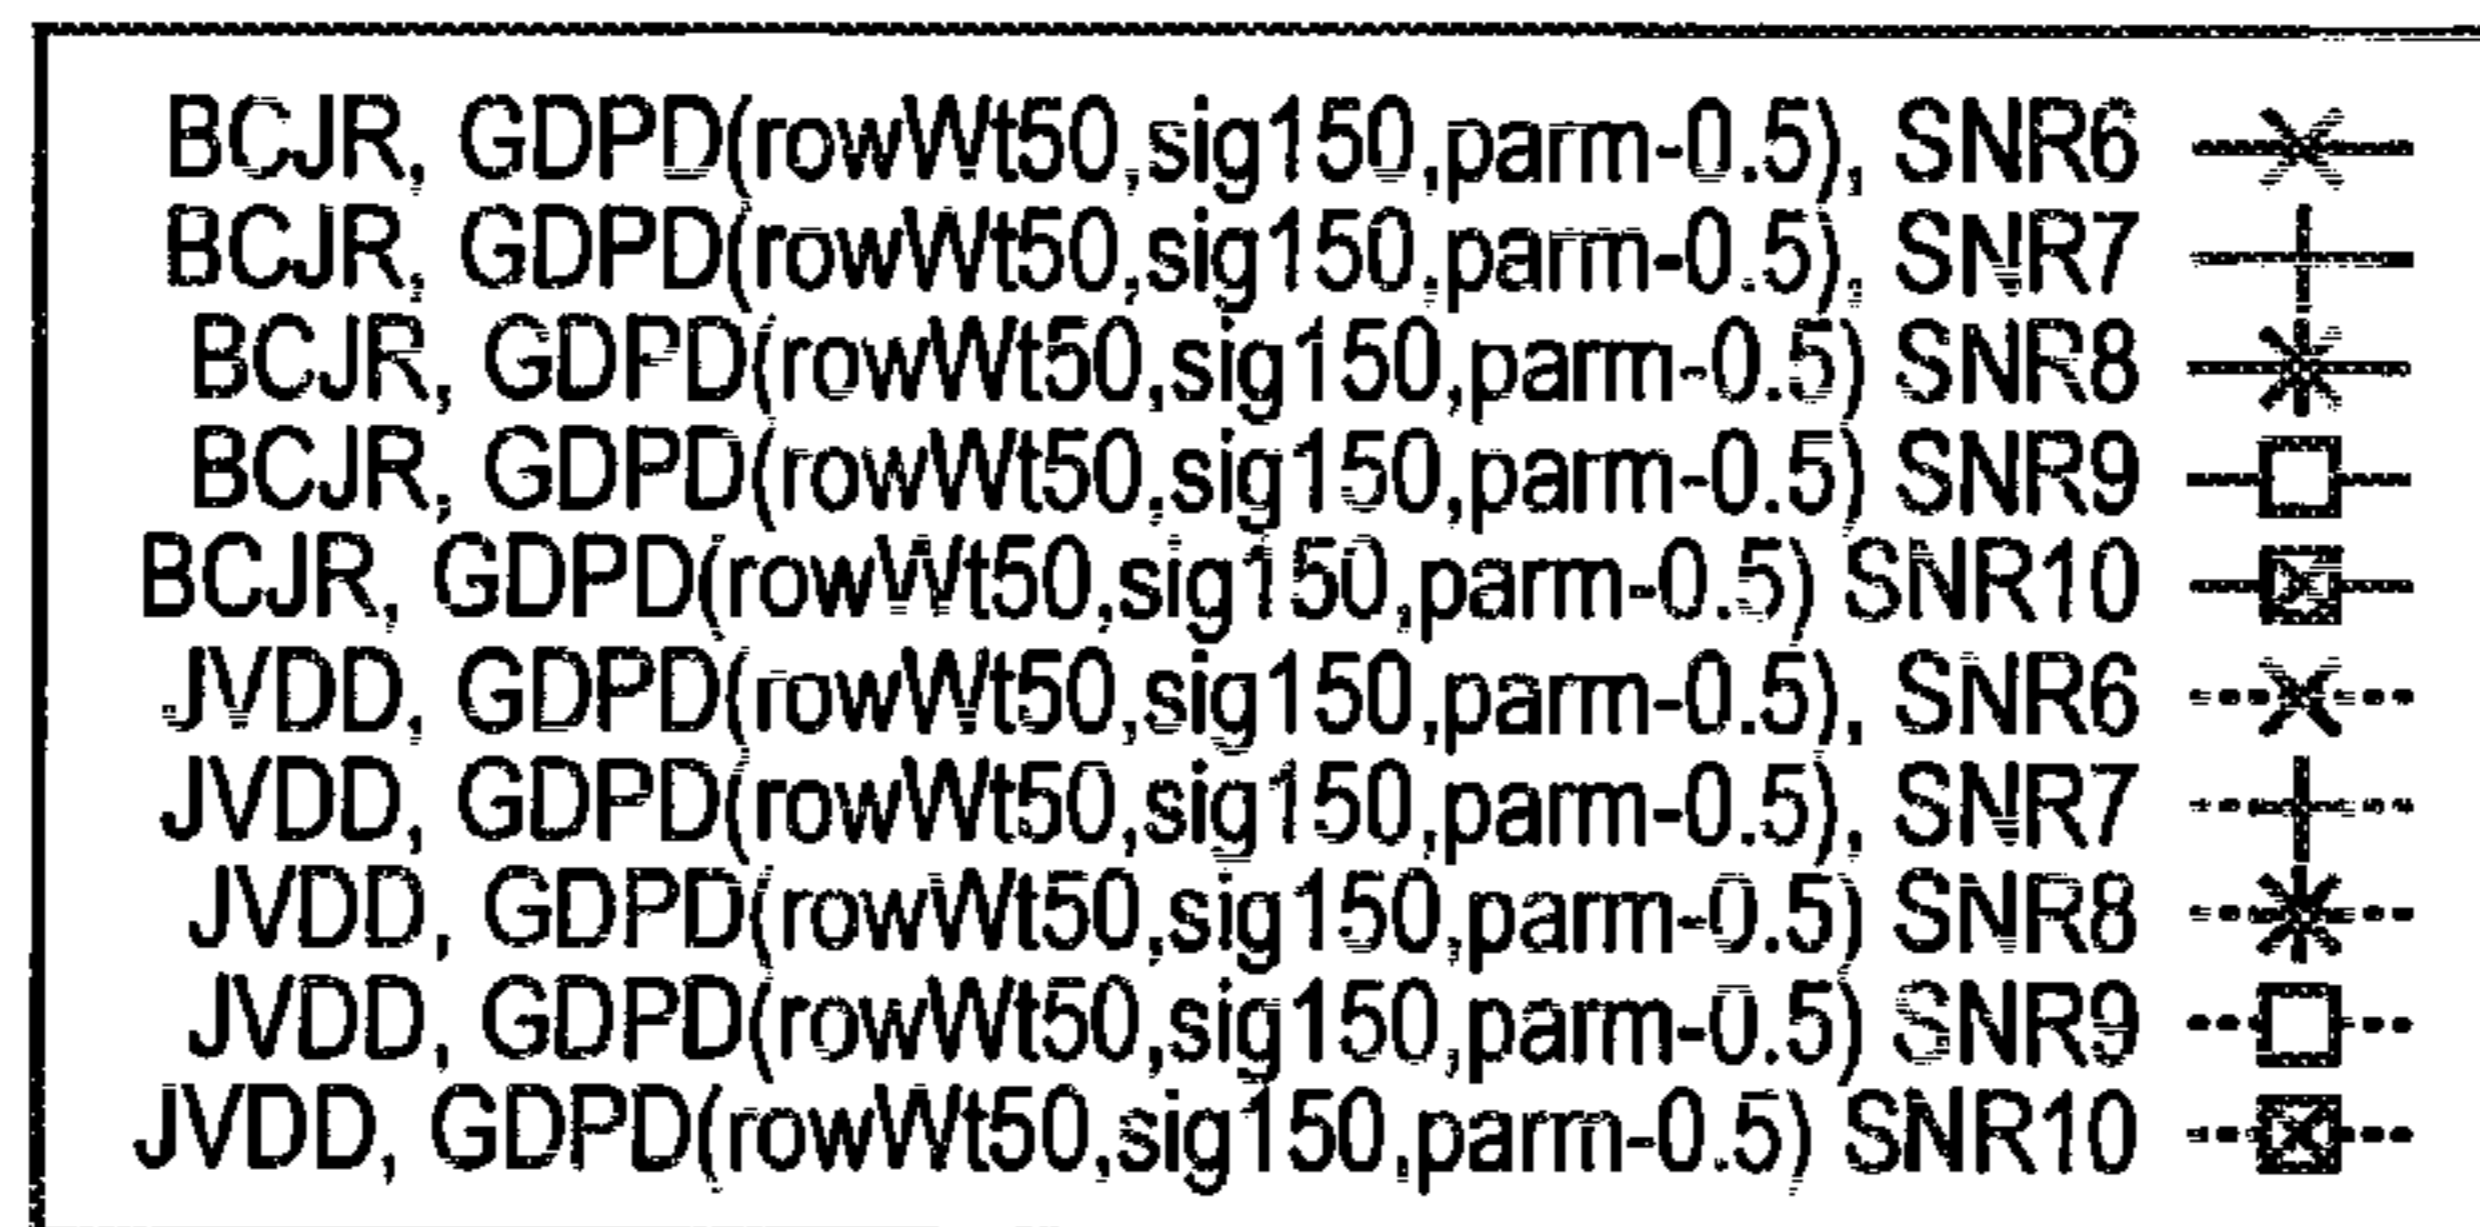 BCJR, GDPD(rowWt50,sig150,parm-0.5), SNR6
BCJR, GDPD(rowWt50,sig150,parm-0.5), SNR7
BCJR, GDPD(rowWt50,sig150,parm-0.5) SNR8
BCJR, GDPD(rowWt50,sig150,parm-0.5) SNR9
BCJR, GDPD(rowWt50,sig150,parm-0.5) SNR10
JVDD, GDPD(rowWt50,sig150,parm-0.5), SNR6
JVDD, GDPD(rowWt50,sig150,parm-0.5), SNR7
JVDD, GDPD(rowWt50,sig150,parm-0.5) SNR8
JVDD, GDPD(rowWt50,sig150,parm-0.5) SNR9
JVDD, GDPD(rowWt50,sig150,parm-0.5) SNR10